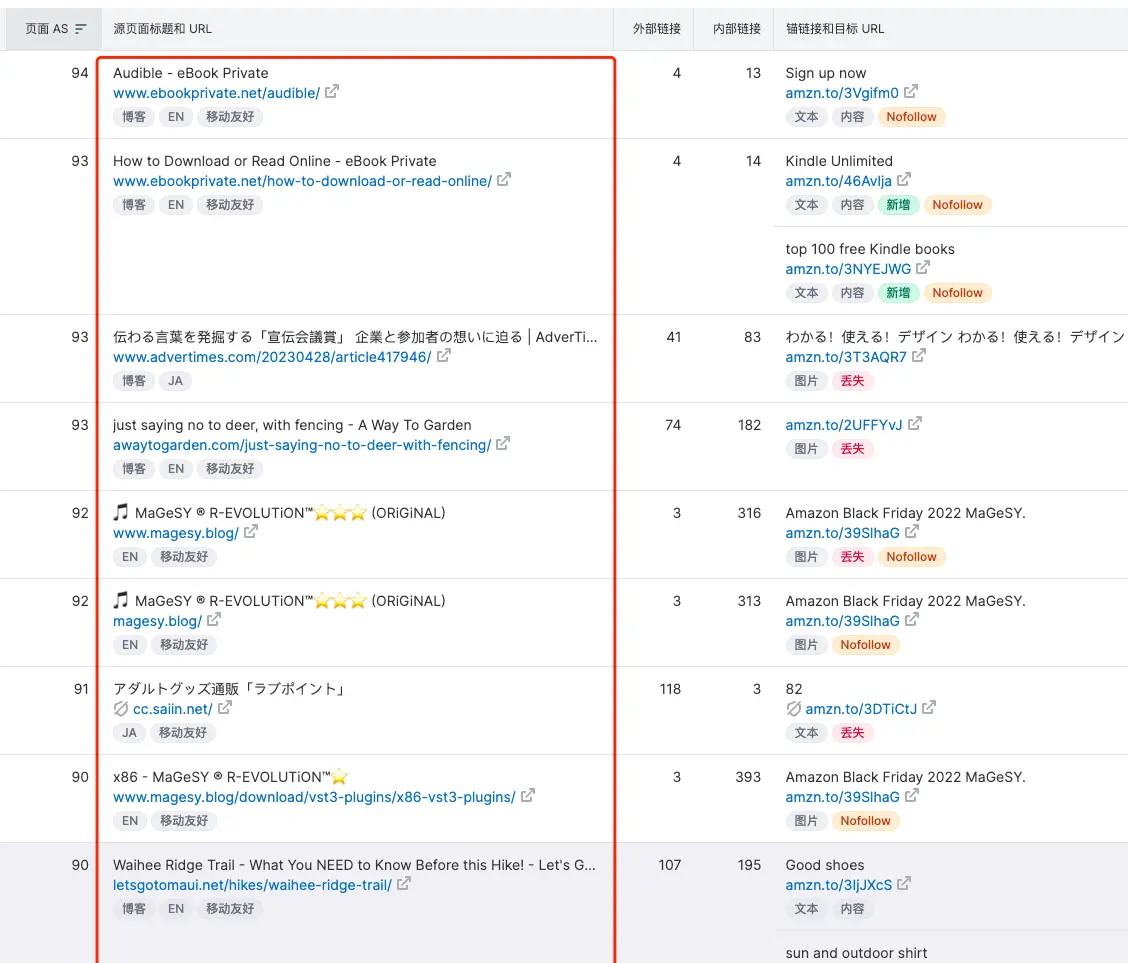 页面 AS 源页面标题和 URL 外部链接 内部链接 锚链接和目标 URL
94 Audible - eBook Private 4 13 Sign up now
www.ebookprivate.net/audible/ amzn.to/3Vgifm0
博客 EN 移动友好 文本 内容 Nofollow
93 How to Download or Read Online - eBook Private 4 14 Kindle Unlimited
www.ebookprivate.net/how-to-download-or-read-online/ amzn.to/46Avlja
博客 EN 移动友好 文本 内容 新增 Nofollow
top 100 free Kindle books
amzn.to/3NYEJWG
文本 内容 新增 Nofollow
93 伝わる言葉を発掘する「宣伝会議賞」 企業と参加者の想いに迫る | AdverTi... 41 83 わかる！使える！デザイン わかる！使える！デザイン
www.advertimes.com/20230428/article417946/ amzn.to/3T3AQR7
博客 JA 图片 丢失
93 just saying no to deer, with fencing - A Way To Garden 74 182 amzn.to/2UFFYvJ
awaytogarden.com/just-saying-no-to-deer-with-fencing/ 图片 丢失
博客 EN 移动友好
92 🎵 MaGeSY ® R-EVOLUTiON™⭐⭐⭐ (ORiGiNAL) 3 316 Amazon Black Friday 2022 MaGeSY.
www.magesy.blog/ amzn.to/39SlhaG
EN 移动友好 图片 丢失 Nofollow
92 🎵 MaGeSY ® R-EVOLUTiON™⭐⭐⭐ (ORiGiNAL) 3 313 Amazon Black Friday 2022 MaGeSY.
magesy.blog/ amzn.to/39SlhaG
EN 移动友好 图片 Nofollow
91 アダルトグッズ通販「ラブポイント」 118 3 82
cc.saiin.net/ amzn.to/3DTiCtJ
JA 移动友好 文本 丢失
90 x86 - MaGeSY ® R-EVOLUTiON™⭐ 3 393 Amazon Black Friday 2022 MaGeSY.
www.magesy.blog/download/vst3-plugins/x86-vst3-plugins/ amzn.to/39SlhaG
EN 移动友好 图片 Nofollow
90 Waihee Ridge Trail - What You NEED to Know Before this Hike! - Let's G... 107 195 Good shoes
letsgotomaui.net/hikes/waihee-ridge-trail/ amzn.to/3IjJXcS
博客 EN 移动友好 文本 内容
sun and outdoor shirt